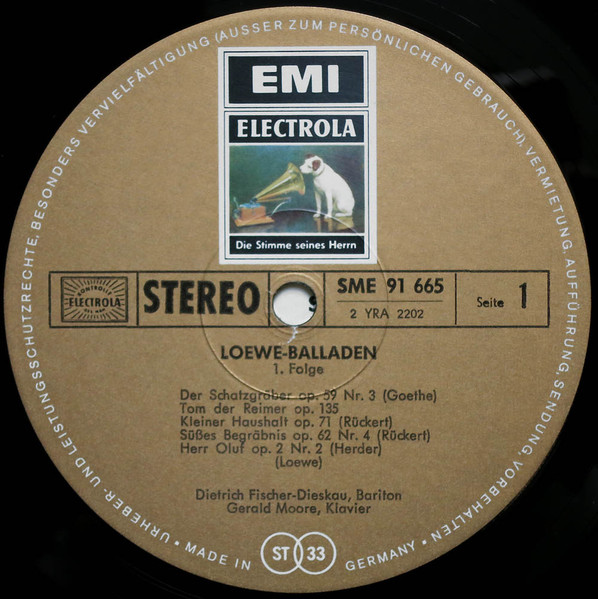 URHEBER- UND LEISTUNGSSCHUTZRECHTE, BESONDERS VERVIELFÄLTIGUNG (AUSSER ZUM PERSÖNLICHEN GEBRAUCH), VERMIETUNG, AUFFÜHRUNG, SENDUNG, VORBEHALTEN
EMI
ELECTROLA
Die Stimme seines Herrn
ELECTROLA
STEREO
S
SME 91 665
2 YRA 2202
Seite 1
LOEWE-BALLADEN
1. Folge
Der Schatzgröber op. 59 Nr. 3 (Goethe)
Tom der Reimer op. 135
Kleiner Haushalt op. 71 (Rückert)
Süßes Begräbnis op. 62 Nr. 4 (Rückert)
Herr Oluf op. 2 Nr. 2 (Herder)
(Loewe)
Dietrich Fischer-Dieskau, Bariton
Gerald Moore, Klavier
MADE IN
ST 33
GERMANY